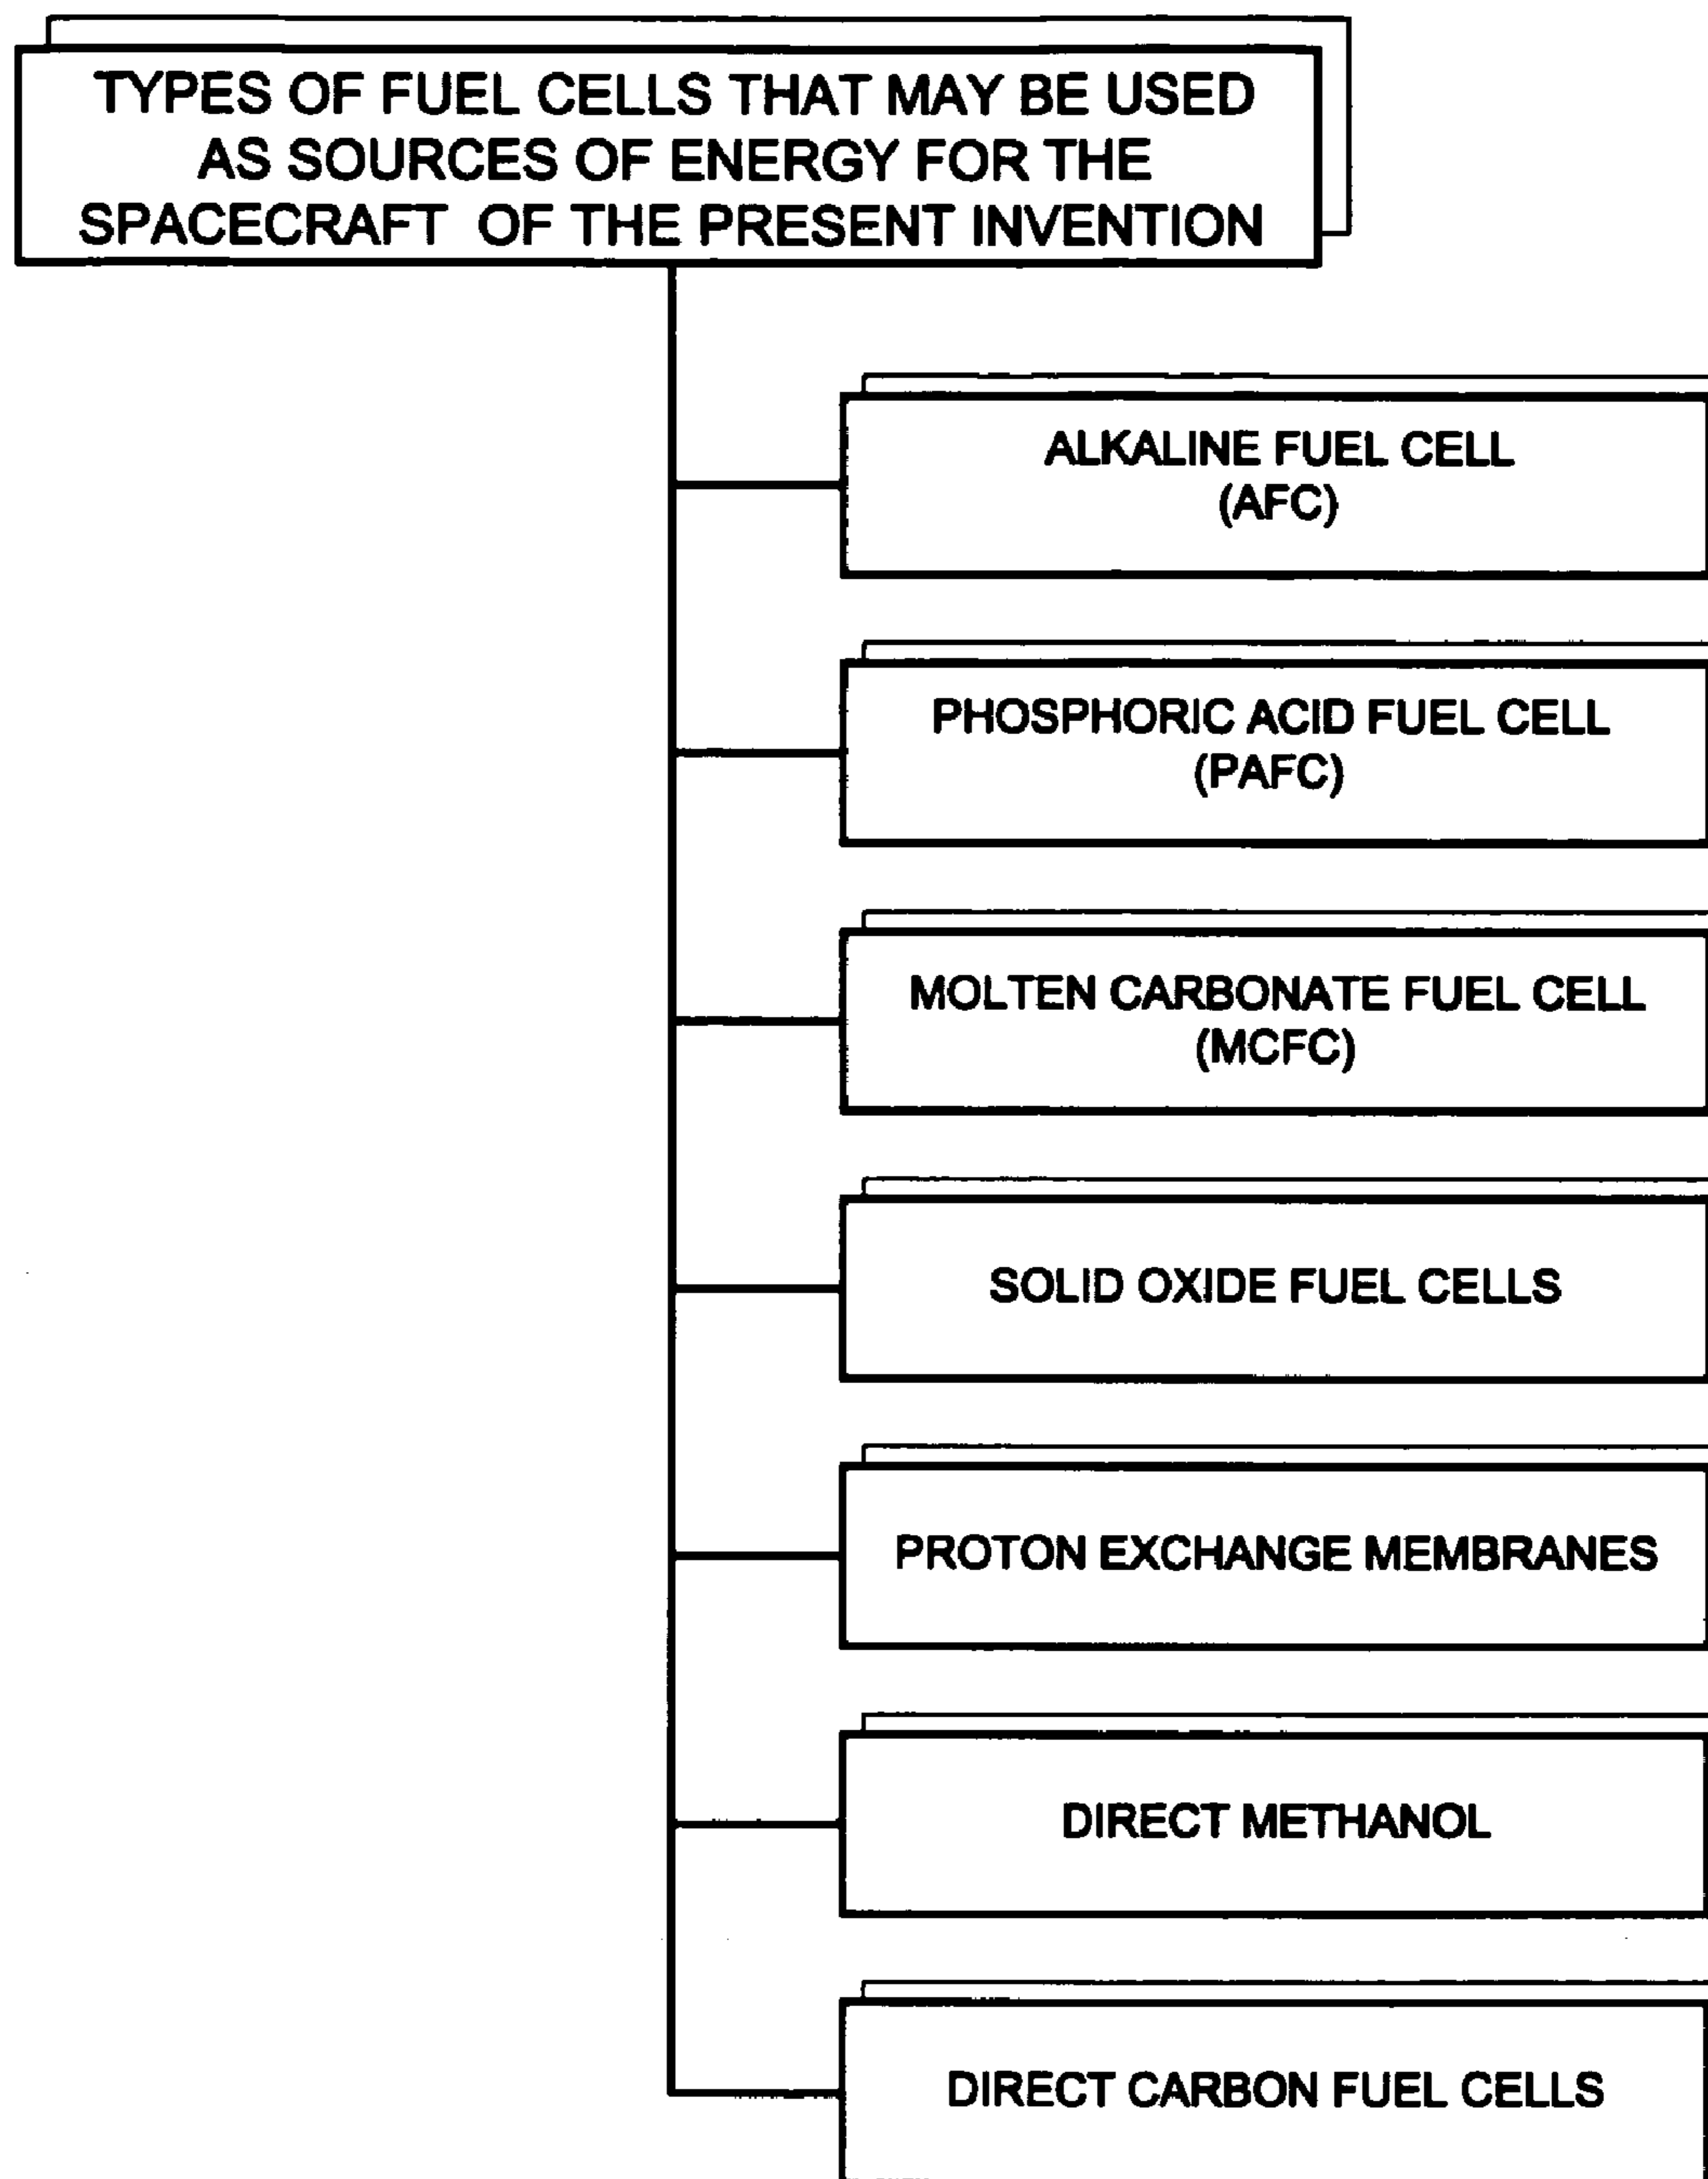 TYPES OF FUEL CELLS THAT MAY BE USED
AS SOURCES OF ENERGY FOR THE
SPACECRAFT OF THE PRESENT INVENTION
ALKALINE FUEL CELL
(AFC)
PHOSPHORIC ACID FUEL CELL
(PAFC)
MOLTEN CARBONATE FUEL CELL
(MCFC)
SOLID OXIDE FUEL CELLS
PROTON EXCHANGE MEMBRANES
DIRECT METHANOL
DIRECT CARBON FUEL CELLS